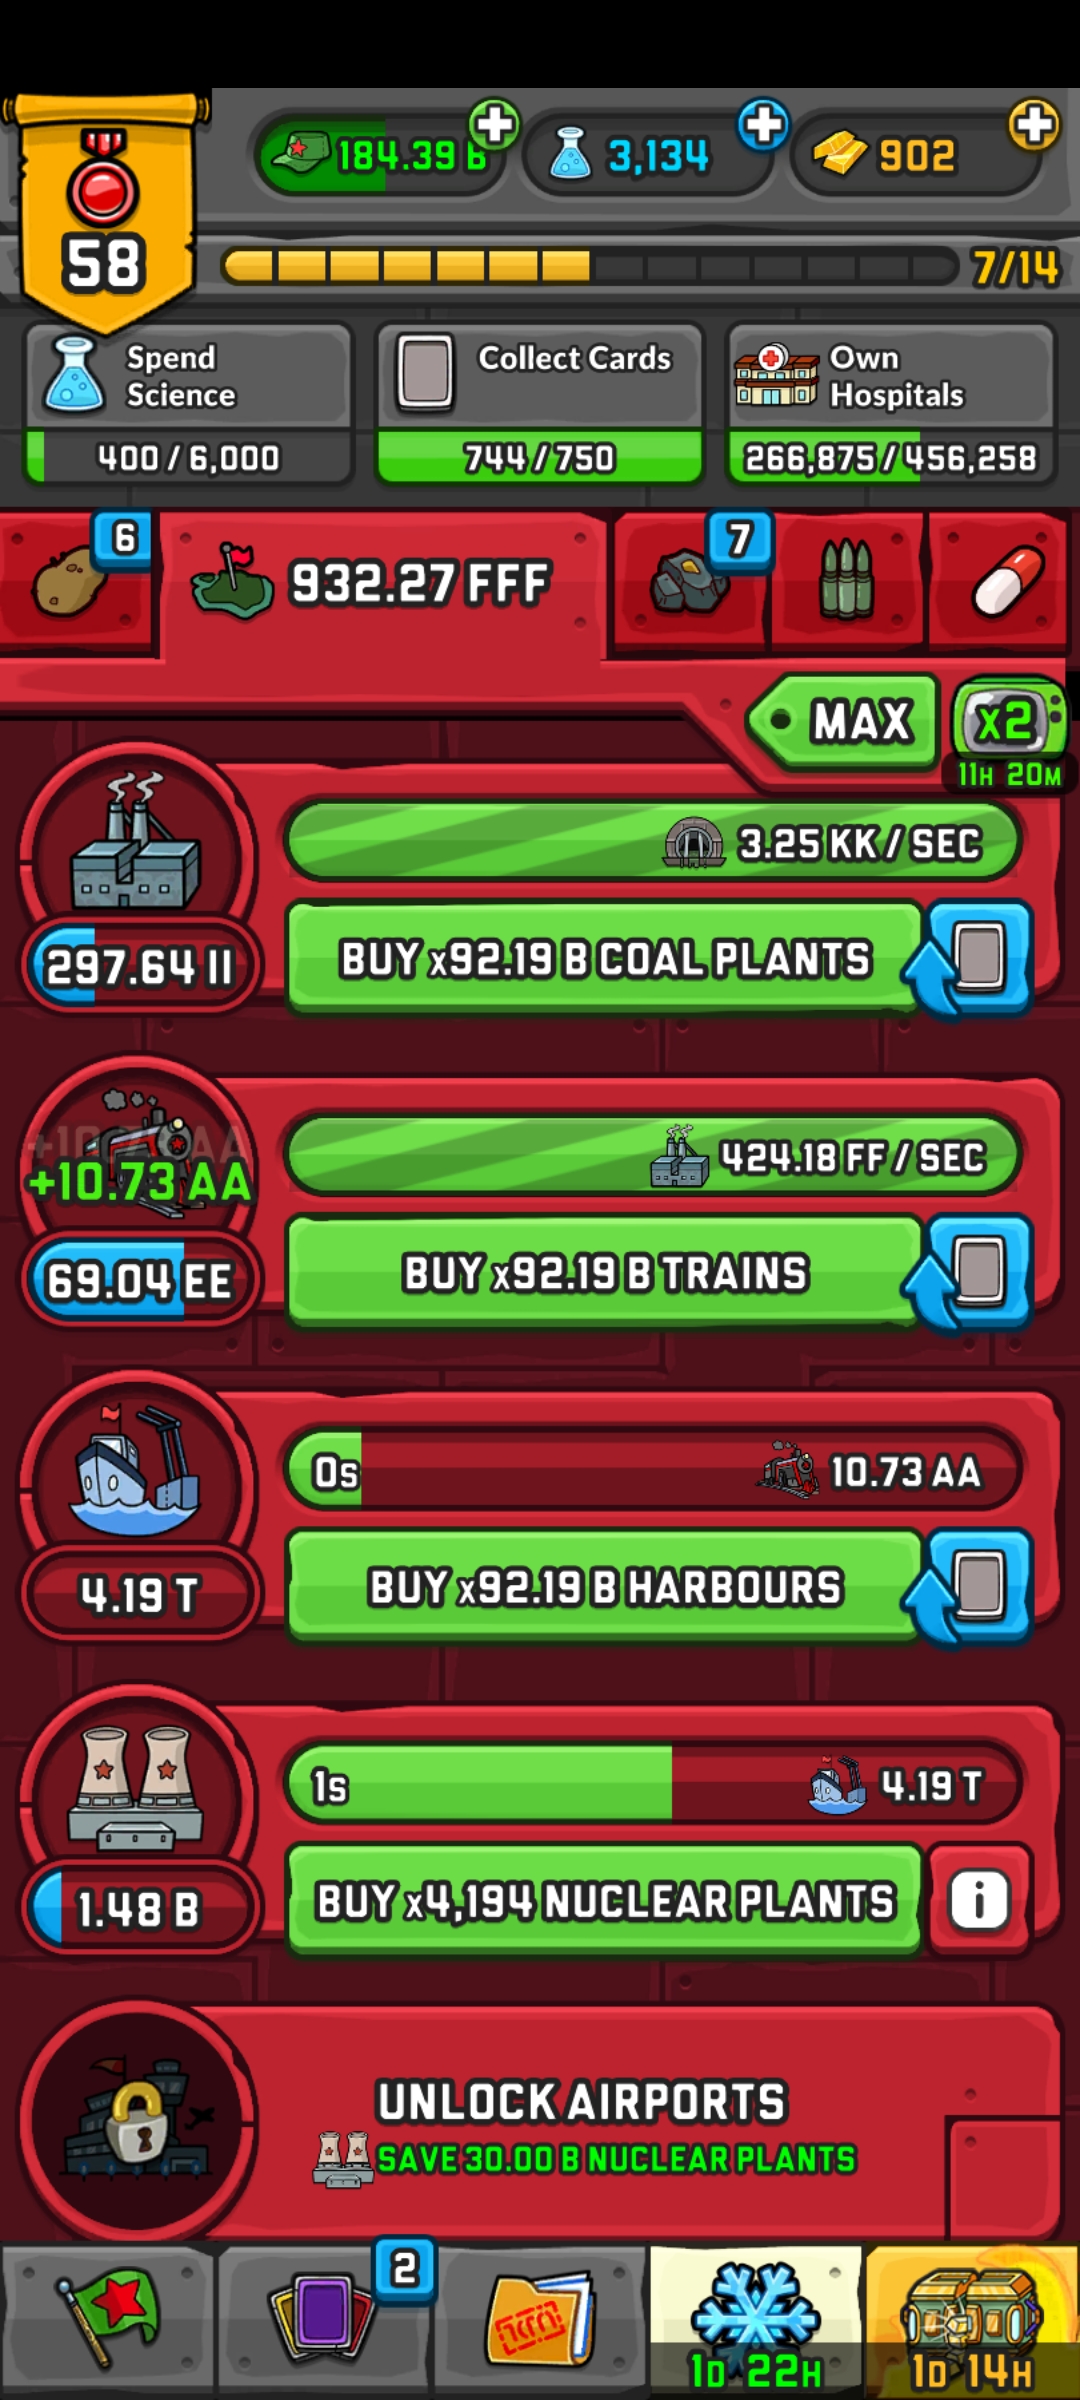 58
184.39 B
3,134
902
7/14
Spend
Science
400 / 6,000
Collect Cards
744 / 750
Own
Hospitals
266,875 / 456,258
6
932.27 FFF
7
MAX
x2
11H 20M
3.25 KK / SEC
297.64 II
BUY x92.19 B COAL PLANTS
+10.73 AA
424.18 FF / SEC
69.04 EE
BUY x92.19 B TRAINS
0s
10.73 AA
4.19 T
BUY x92.19 B HARBOURS
1s
4.19 T
1.48 B
BUY x4,194 NUCLEAR PLANTS
i
UNLOCK AIRPORTS
SAVE 30.00 B NUCLEAR PLANTS
2
1D 22H
1D 14H